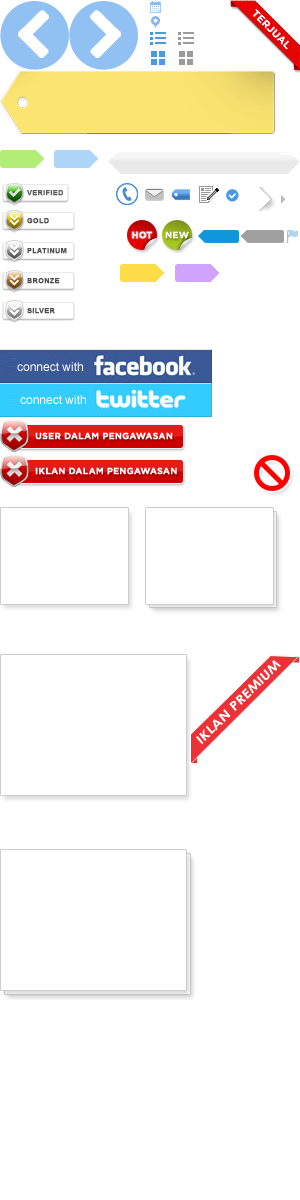 TERJUAL
VERIFIED
GOLD
PLATINUM
BRONZE
SILVER
HOT
NEW
connect with facebook.
connect with twitter
USER DALAM PENGAWASAN
IKLAN DALAM PENGAWASAN
IKLAN PREMIUM